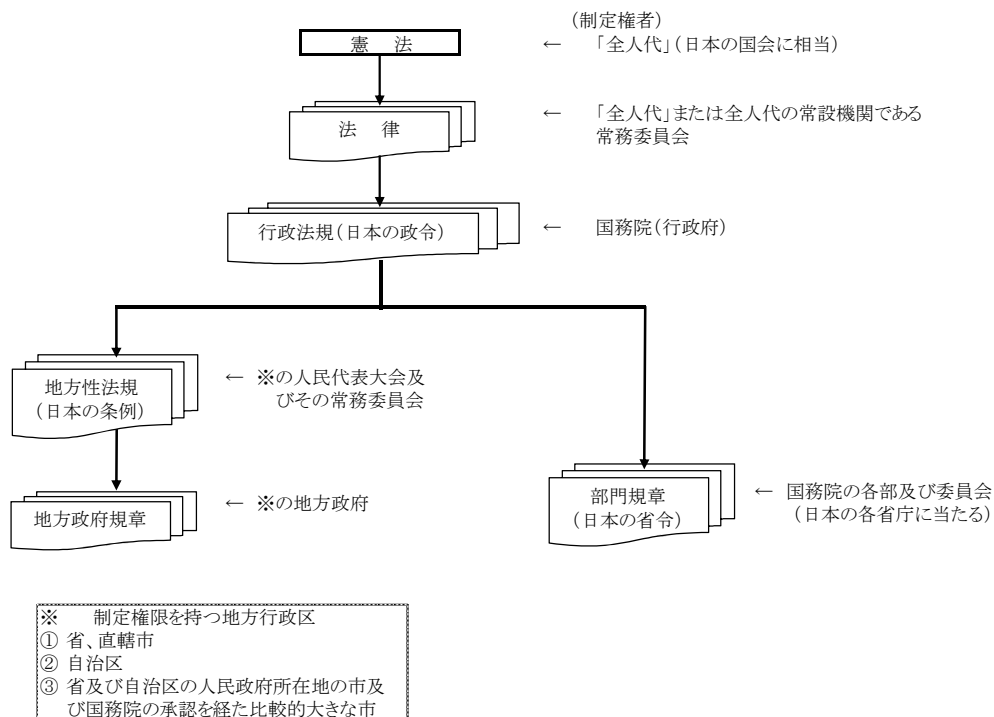 (制定権者)
憲　法
← 「全人代」(日本の国会に相当)
法　律
← 「全人代」または全人代の常設機関である
常務委員会
行政法規(日本の政令)
← 国務院(行政府)
地方性法規
(日本の条例)
← ※の人民代表大会及
びその常務委員会
地方政府規章
← ※の地方政府
部門規章
(日本の省令)
← 国務院の各部及び委員会
(日本の各省庁に当たる)
※　制定権限を持つ地方行政区
① 省、直轄市
② 自治区
③ 省及び自治区の人民政府所在地の市及
び国務院の承認を経た比較的大きな市